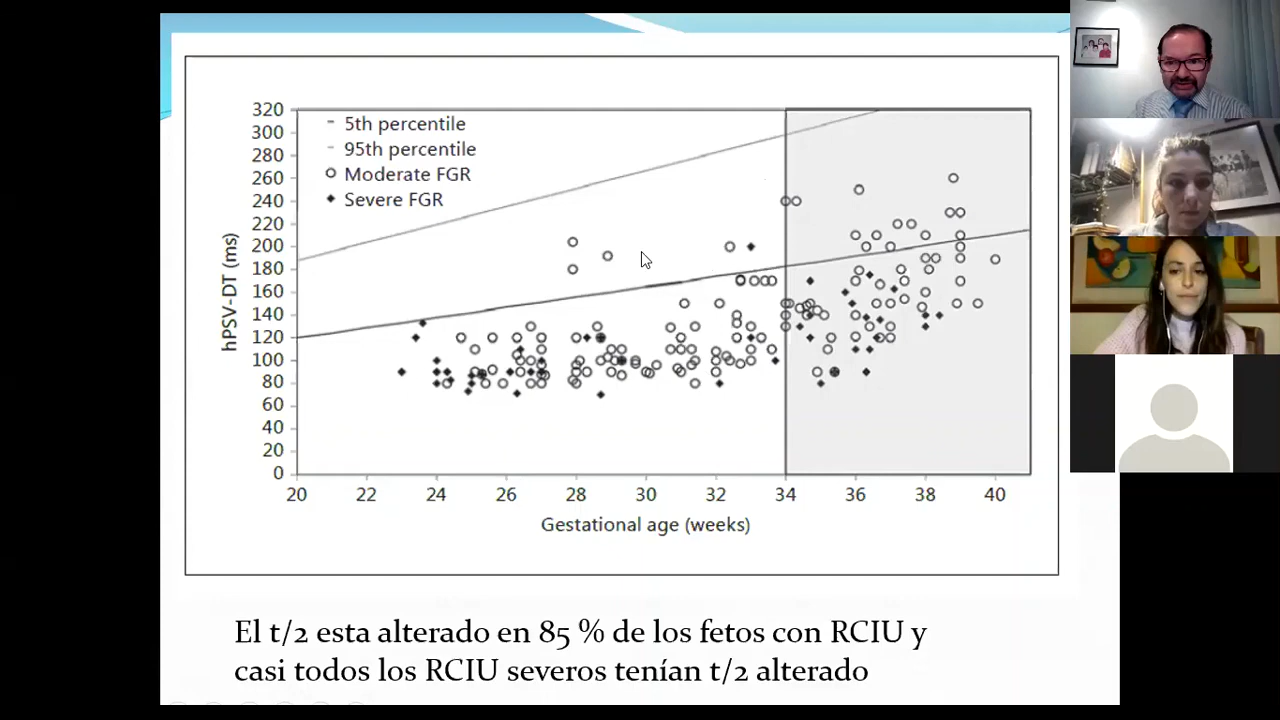 320
300
280
260
240
220
200
180
160
140
120
100
80
60
40
20
0
hPSV-DT (ms)
5th percentile
95th percentile
Moderate FGR
Severe FGR
20 22 24 26 28 30 32 34 36 38 40
Gestational age (weeks)
El t/2 esta alterado en 85 % de los fetos con RCIU y
casi todos los RCIU severos tenían t/2 alterado